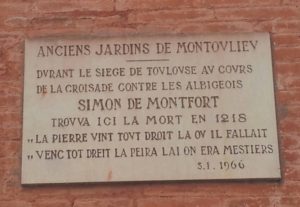 ANCIENS JARDINS DE MONTOVLIEV
DVRANT LE SIEGE DE TOVLOVSE AV COVRS
DE LA CROISADE CONTRE LES ALBIGEOIS
SIMON DE MONTFORT
TROVVA ICI LA MORT EN 1218
„ LA PIERRE VINT TOVT DROIT LA OV IL FALLAIT
„ VENC TOT DREIT LA PEIRA LAI ON ERA MESTIERS
S.I. 1966